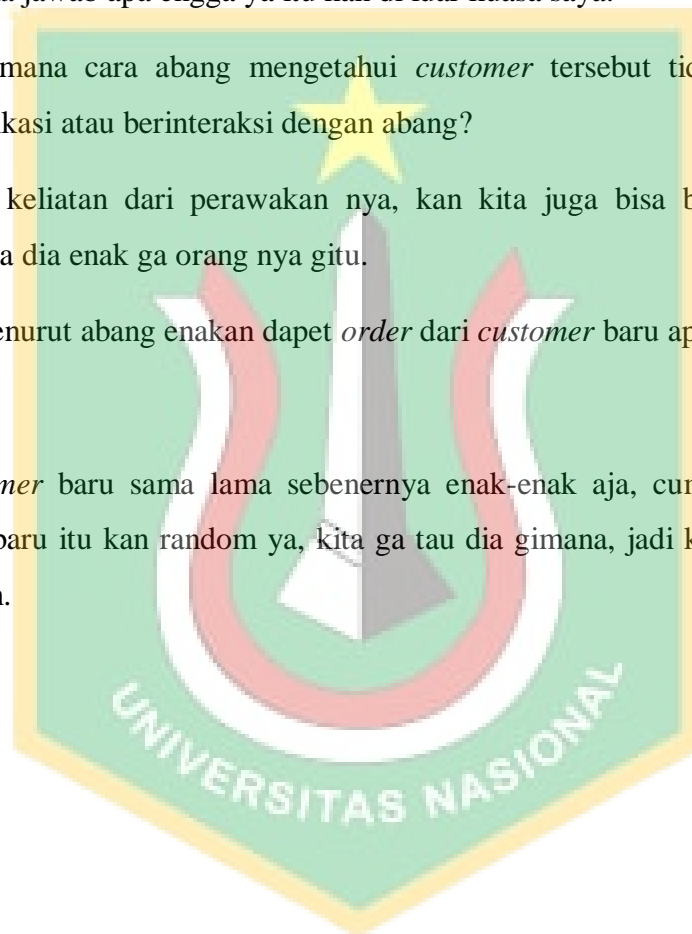 jawab apa engga ya itu kan di luar kuasa saya.
mana cara abang mengetahui customer tersebut
kasi atau berinteraksi dengan abang?
keliatan dari perawakan nya, kan kita juga bisa
a dia enak ga orang nya gitu.
enurut abang enakan dapet order dari customer baru
mer baru sama lama sebenernya enak-enak aja,
baru itu kan random ya, kita ga tau dia gimana, jadi
UNIVERSITAS NASIONAL